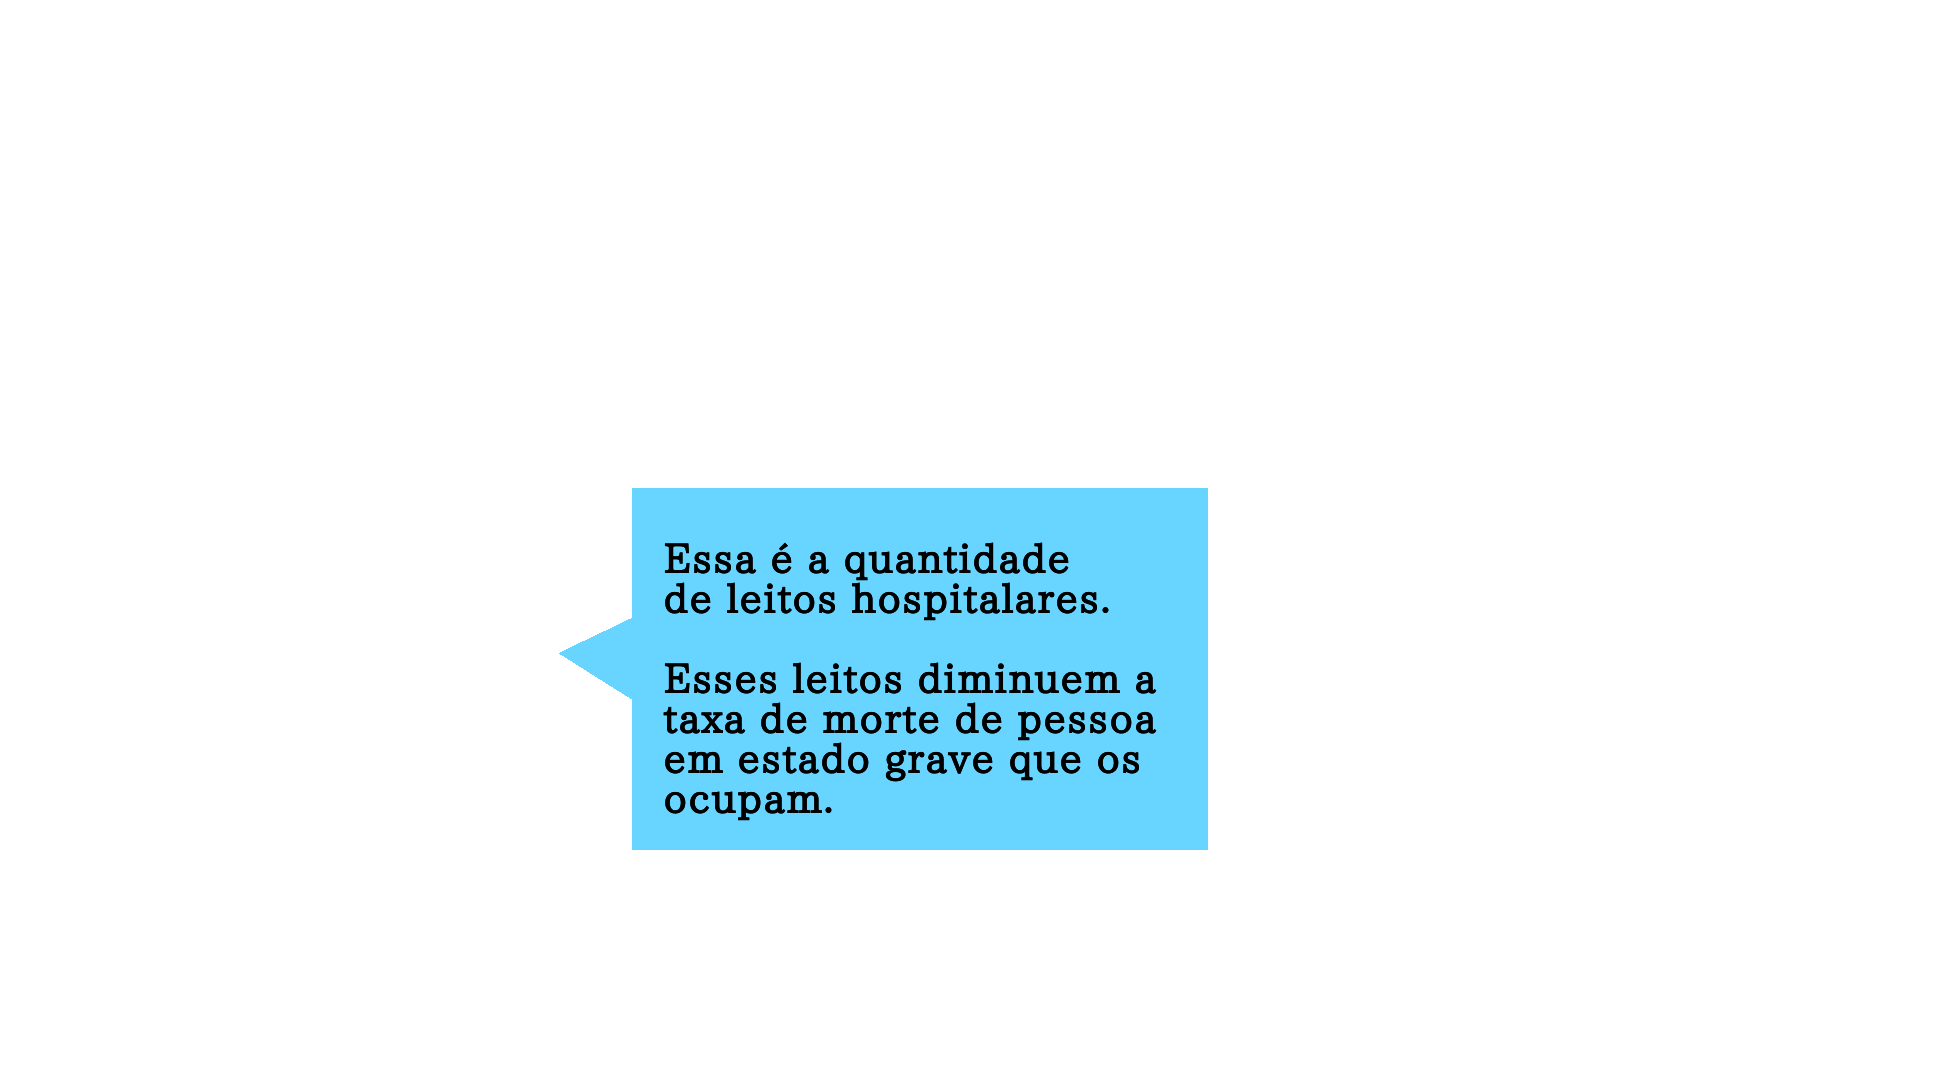 Essa é a quantidade
de leitos hospitalares.
Esses leitos diminuem a
taxa de morte de pessoa
em estado grave que os
ocupam.